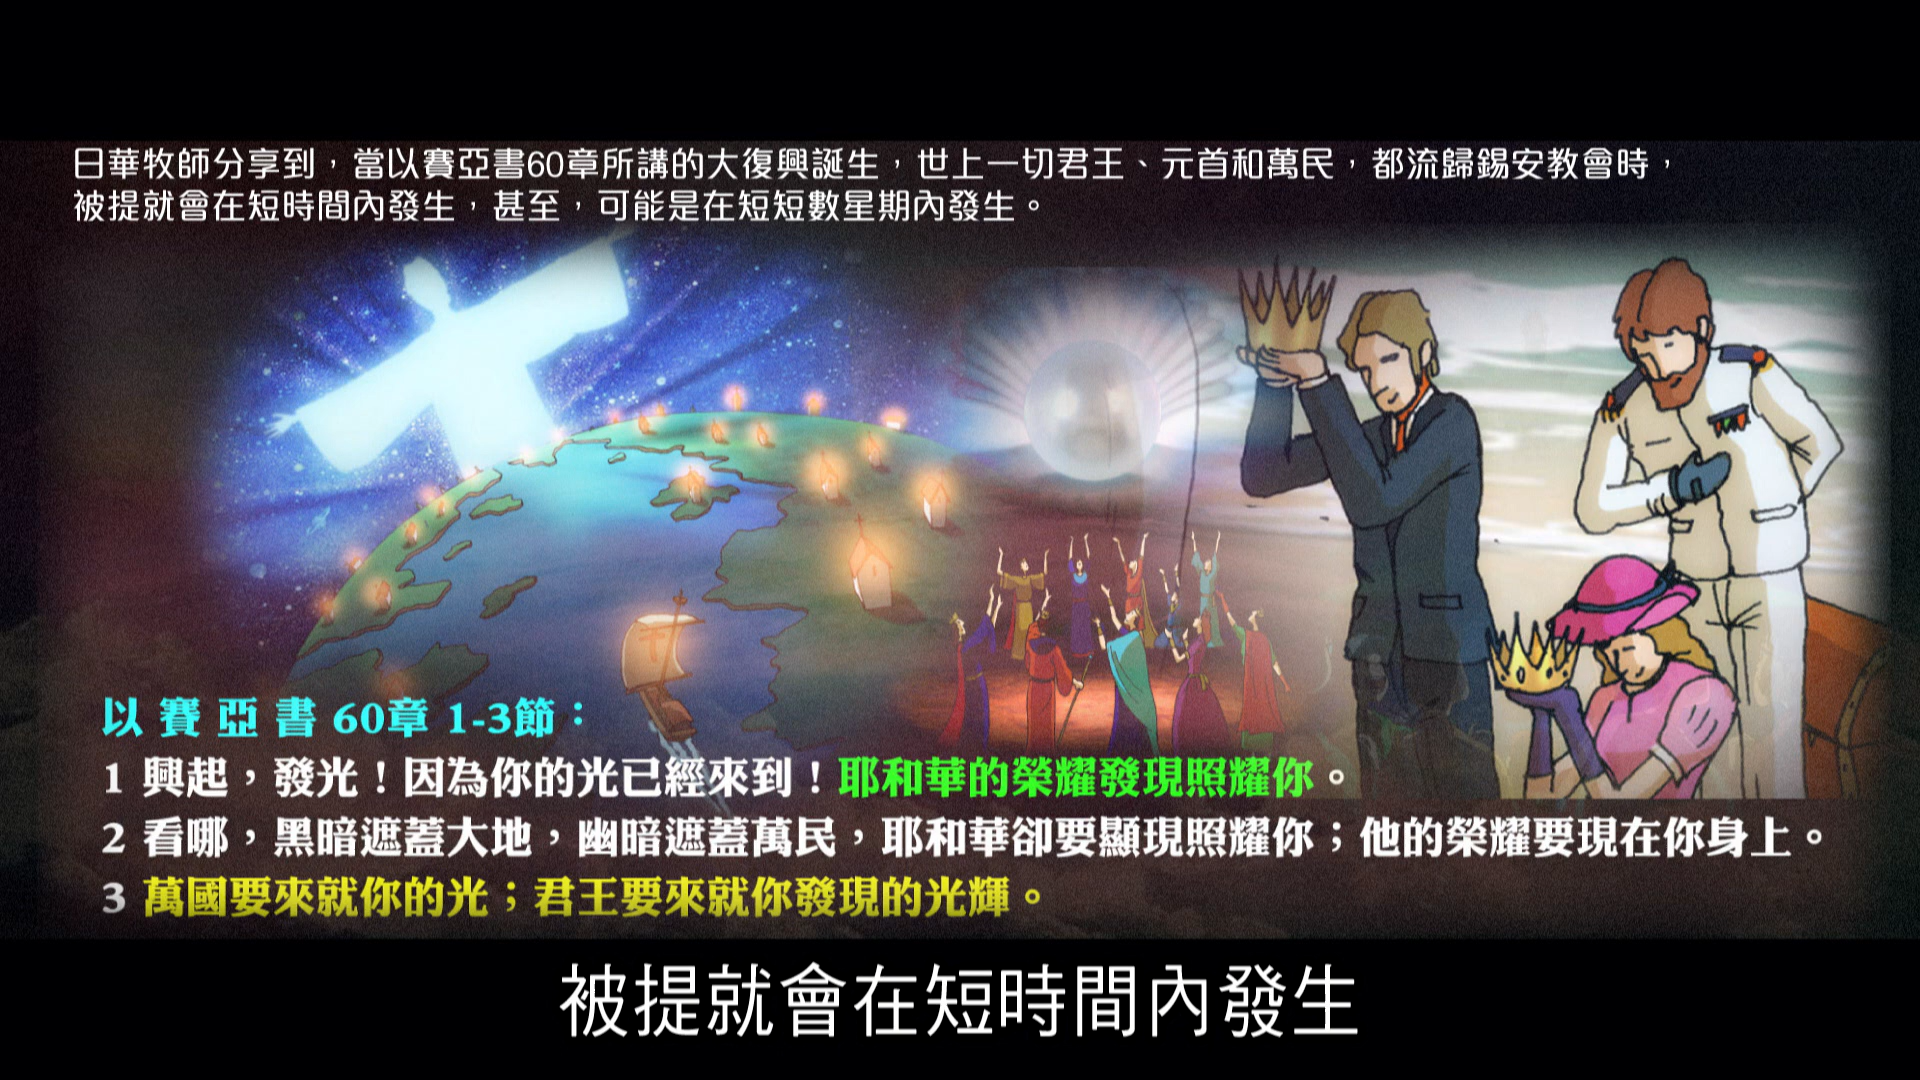 日華牧師分享到，當以賽亞書60章所講的大復興誕生，世上一切君王、元首和萬民，都流歸錫安教會時，
被提就會在短時間內發生，甚至，可能是在短短數星期內發生。
以賽亞書 60章 1-3節：
1 興起，發光！因為你的光已經來到！耶和華的榮耀發現照耀你。
2 看哪，黑暗遮蓋大地，幽暗遮蓋萬民，耶和華卻要顯現照耀你；他的榮耀要現在你身上。
3 萬國要來就你的光；君王要來就你發現的光輝。
被提就會在短時間內發生